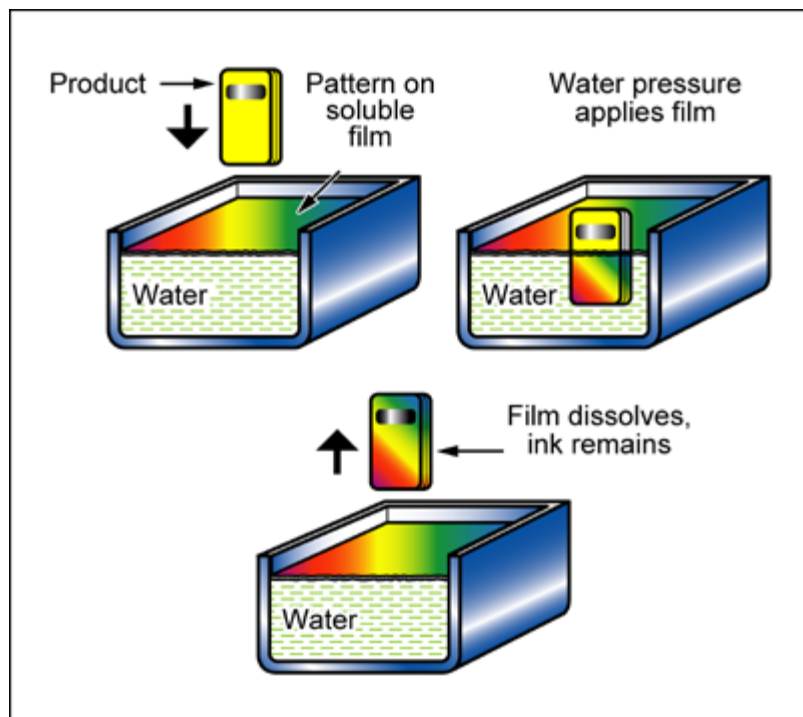 Product
Pattern on
soluble
film
Water
Water pressure
applies film
Water
Film dissolves,
ink remains
Water